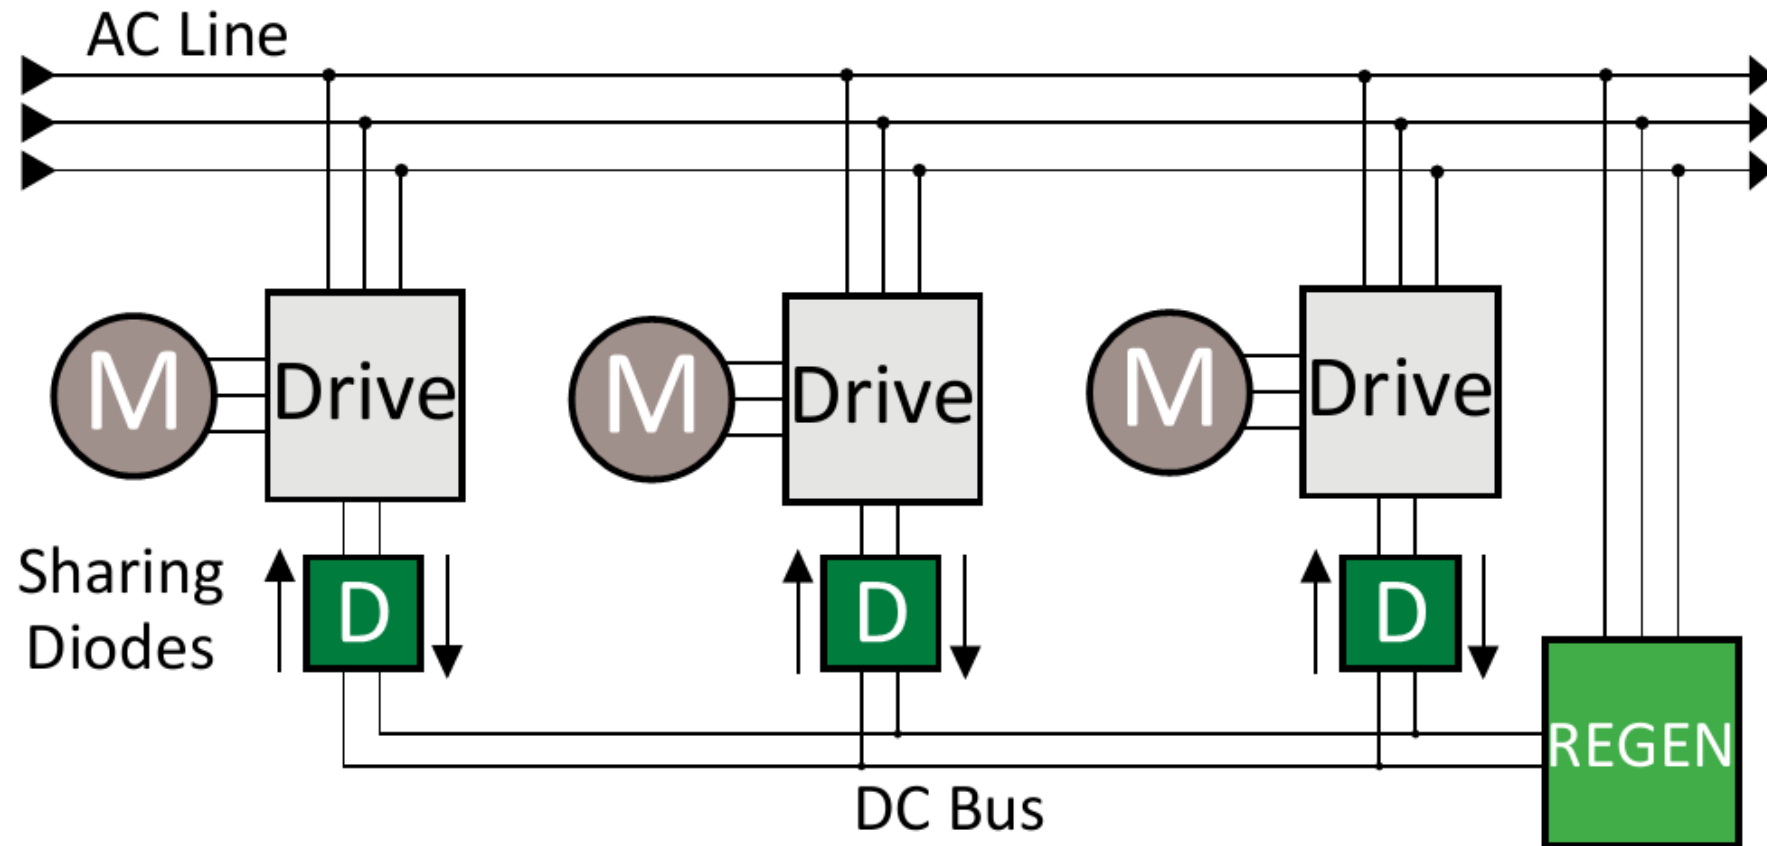 AC Line
M
Drive
M
Drive
M
Drive
Sharing
Diodes
D
D
D
REGEN
DC Bus